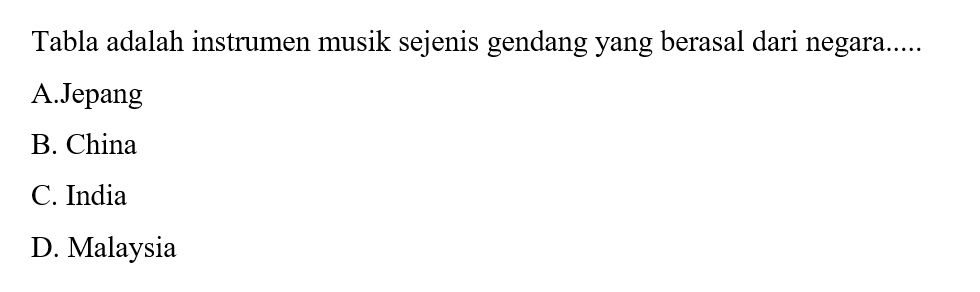 Tabla adalah instrumen musik sejenis gendang yang berasal dari negara.....
A.Jepang
B. China
C. India
D. Malaysia